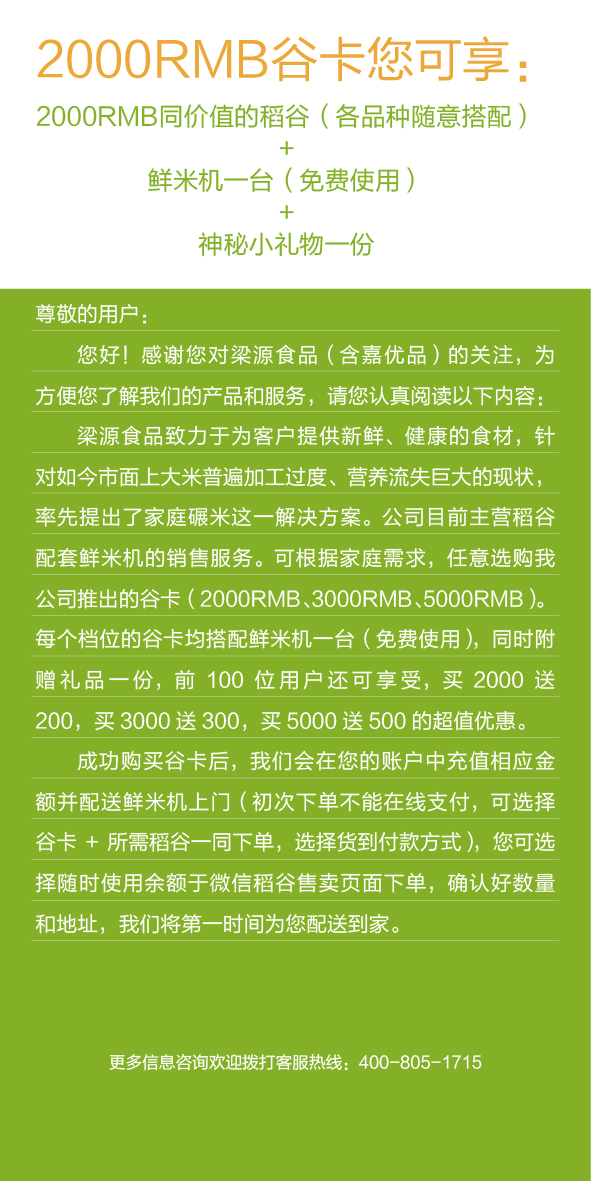 2000RMB谷卡您可享：
2000RMB同价值的稻谷（各品种随意搭配）
+
鲜米机一台（免费使用）
+
神秘小礼物一份
尊敬的用户：
您好！感谢您对梁源食品（含嘉优品）的关注，为
方便您了解我们的产品和服务，请您认真阅读以下内容：
梁源食品致力于为客户提供新鲜、健康的食材，针
对如今市面上大米普遍加工过度、营养流失巨大的现状，
率先提出了家庭碾米这一解决方案。公司目前主营稻谷
配套鲜米机的销售服务。可根据家庭需求，任意选购我
公司推出的谷卡（2000RMB、3000RMB、5000RMB）。
每个档位的谷卡均搭配鲜米机一台（免费使用），同时附
赠礼品一份，前 100 位用户还可享受，买 2000 送
200，买 3000 送 300，买 5000 送 500 的超值优惠。
成功购买谷卡后，我们会在您的账户中充值相应金
额并配送鲜米机上门（初次下单不能在线支付，可选择
谷卡 + 所需稻谷一同下单，选择货到付款方式），您可选
择随时使用余额于微信稻谷售卖页面下单，确认好数量
和地址，我们将第一时间为您配送到家。
更多信息咨询欢迎拨打客服热线：400-805-1715